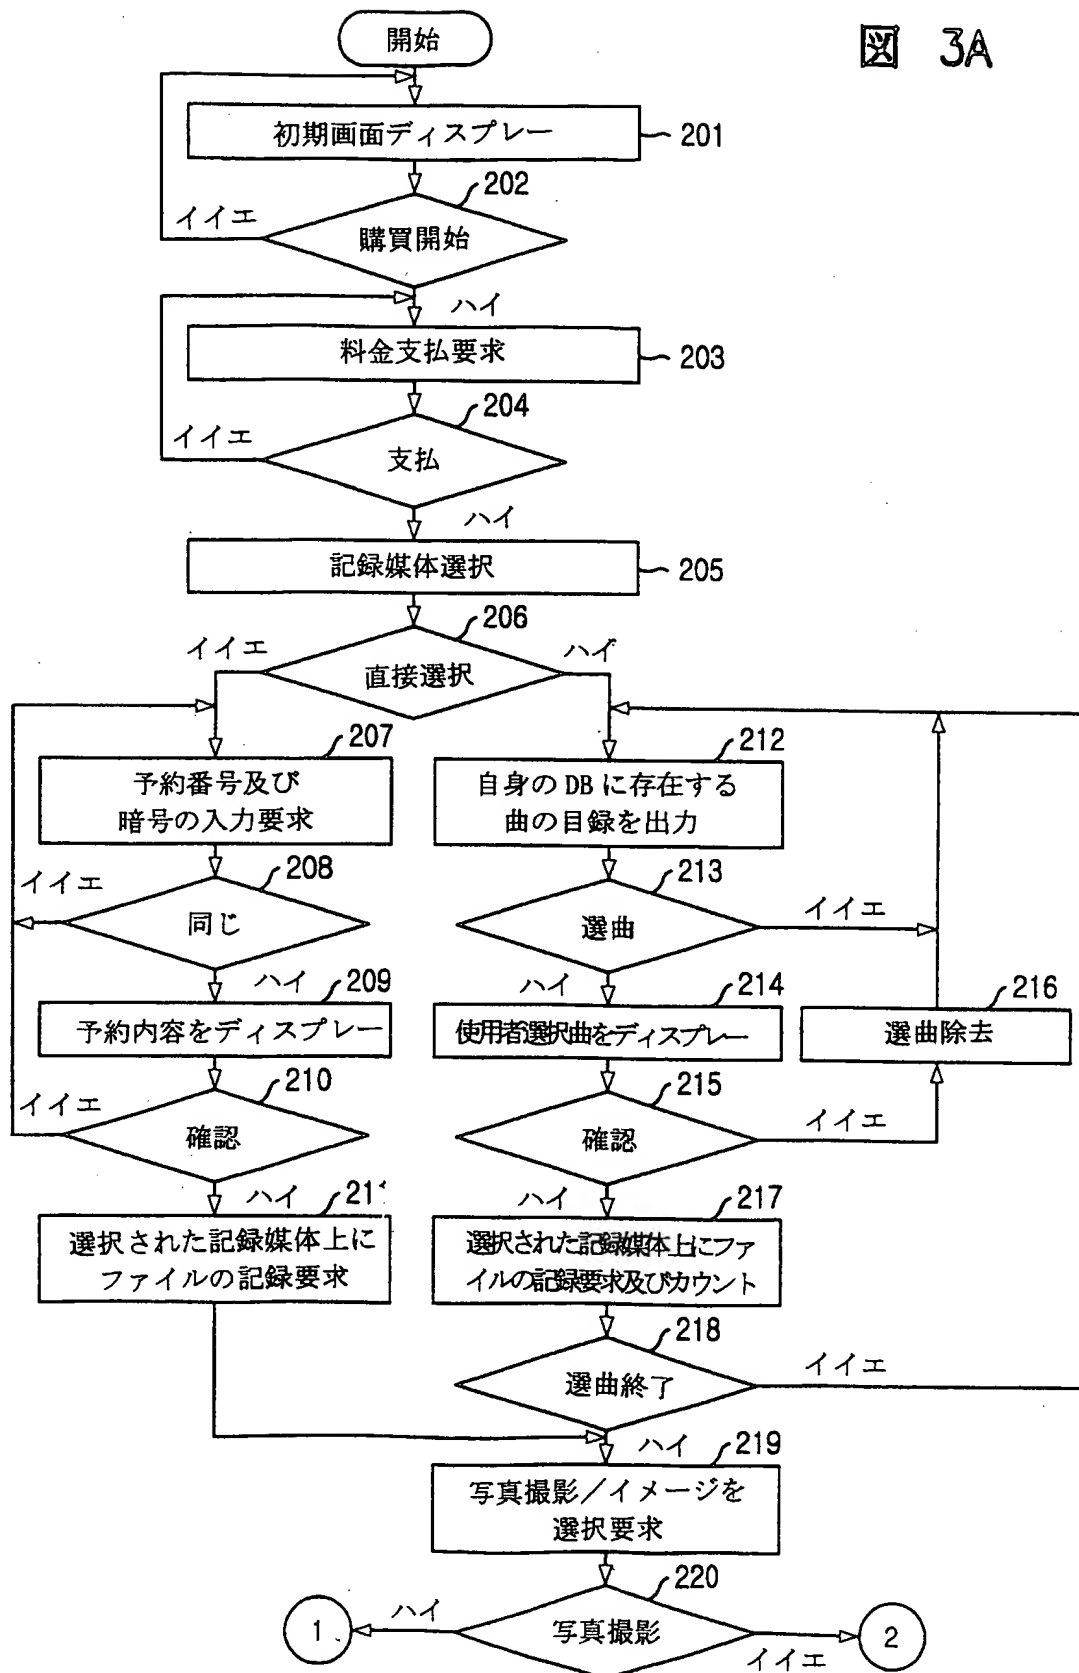 図 3A
開始
初期画面ディスプレー
201
202
イイエ
購買開始
ハイ
料金支払要求
203
204
イイエ
支払
ハイ
記録媒体選択
205
206
イイエ
直接選択
ハイ
207
予約番号及び
暗号の入力要求
208
イイエ
同じ
ハイ
209
予約内容をディスプレー
210
イイエ
確認
ハイ
211
選択された記録媒体上に
ファイルの記録要求
212
自身の DB に存在する
曲の目録を出力
213
選曲
イイエ
ハイ
214
使用者選択曲をディスプレー
215
確認
イイエ
216
選曲除去
ハイ
217
選択された記録媒体上にファ
イルの記録要求及びカウント
218
選曲終了
イイエ
ハイ
219
写真撮影/イメージを
選択要求
220
写真撮影
ハイ
1
イイエ
2